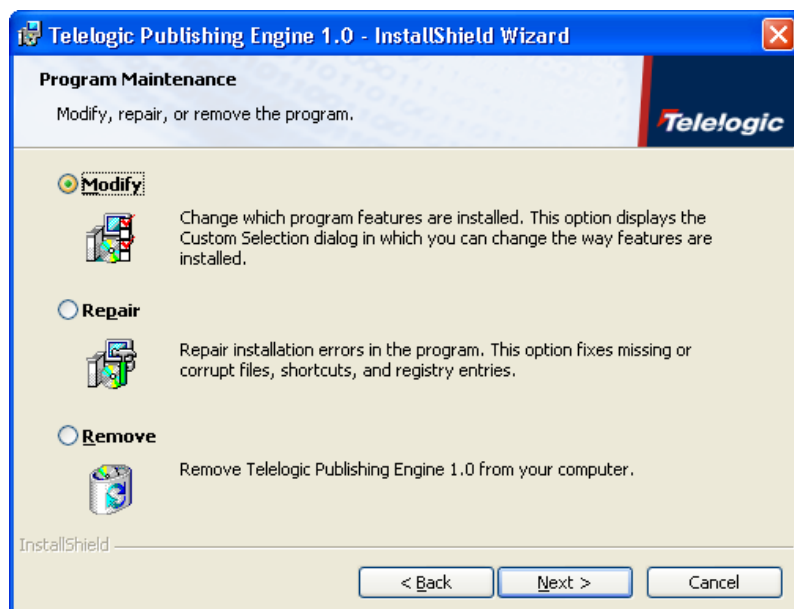 Telelogic Publishing Engine 1.0 - InstallShield Wizard
Program Maintenance
Modify, repair, or remove the program.
Telelogic
Modify
Change which program features are installed. This option displays the
Custom Selection dialog in which you can change the way features are
installed.
Repair
Repair installation errors in the program. This option fixes missing or
corrupt files, shortcuts, and registry entries.
Remove
Remove Telelogic Publishing Engine 1.0 from your computer.
InstallShield
< Back Next > Cancel